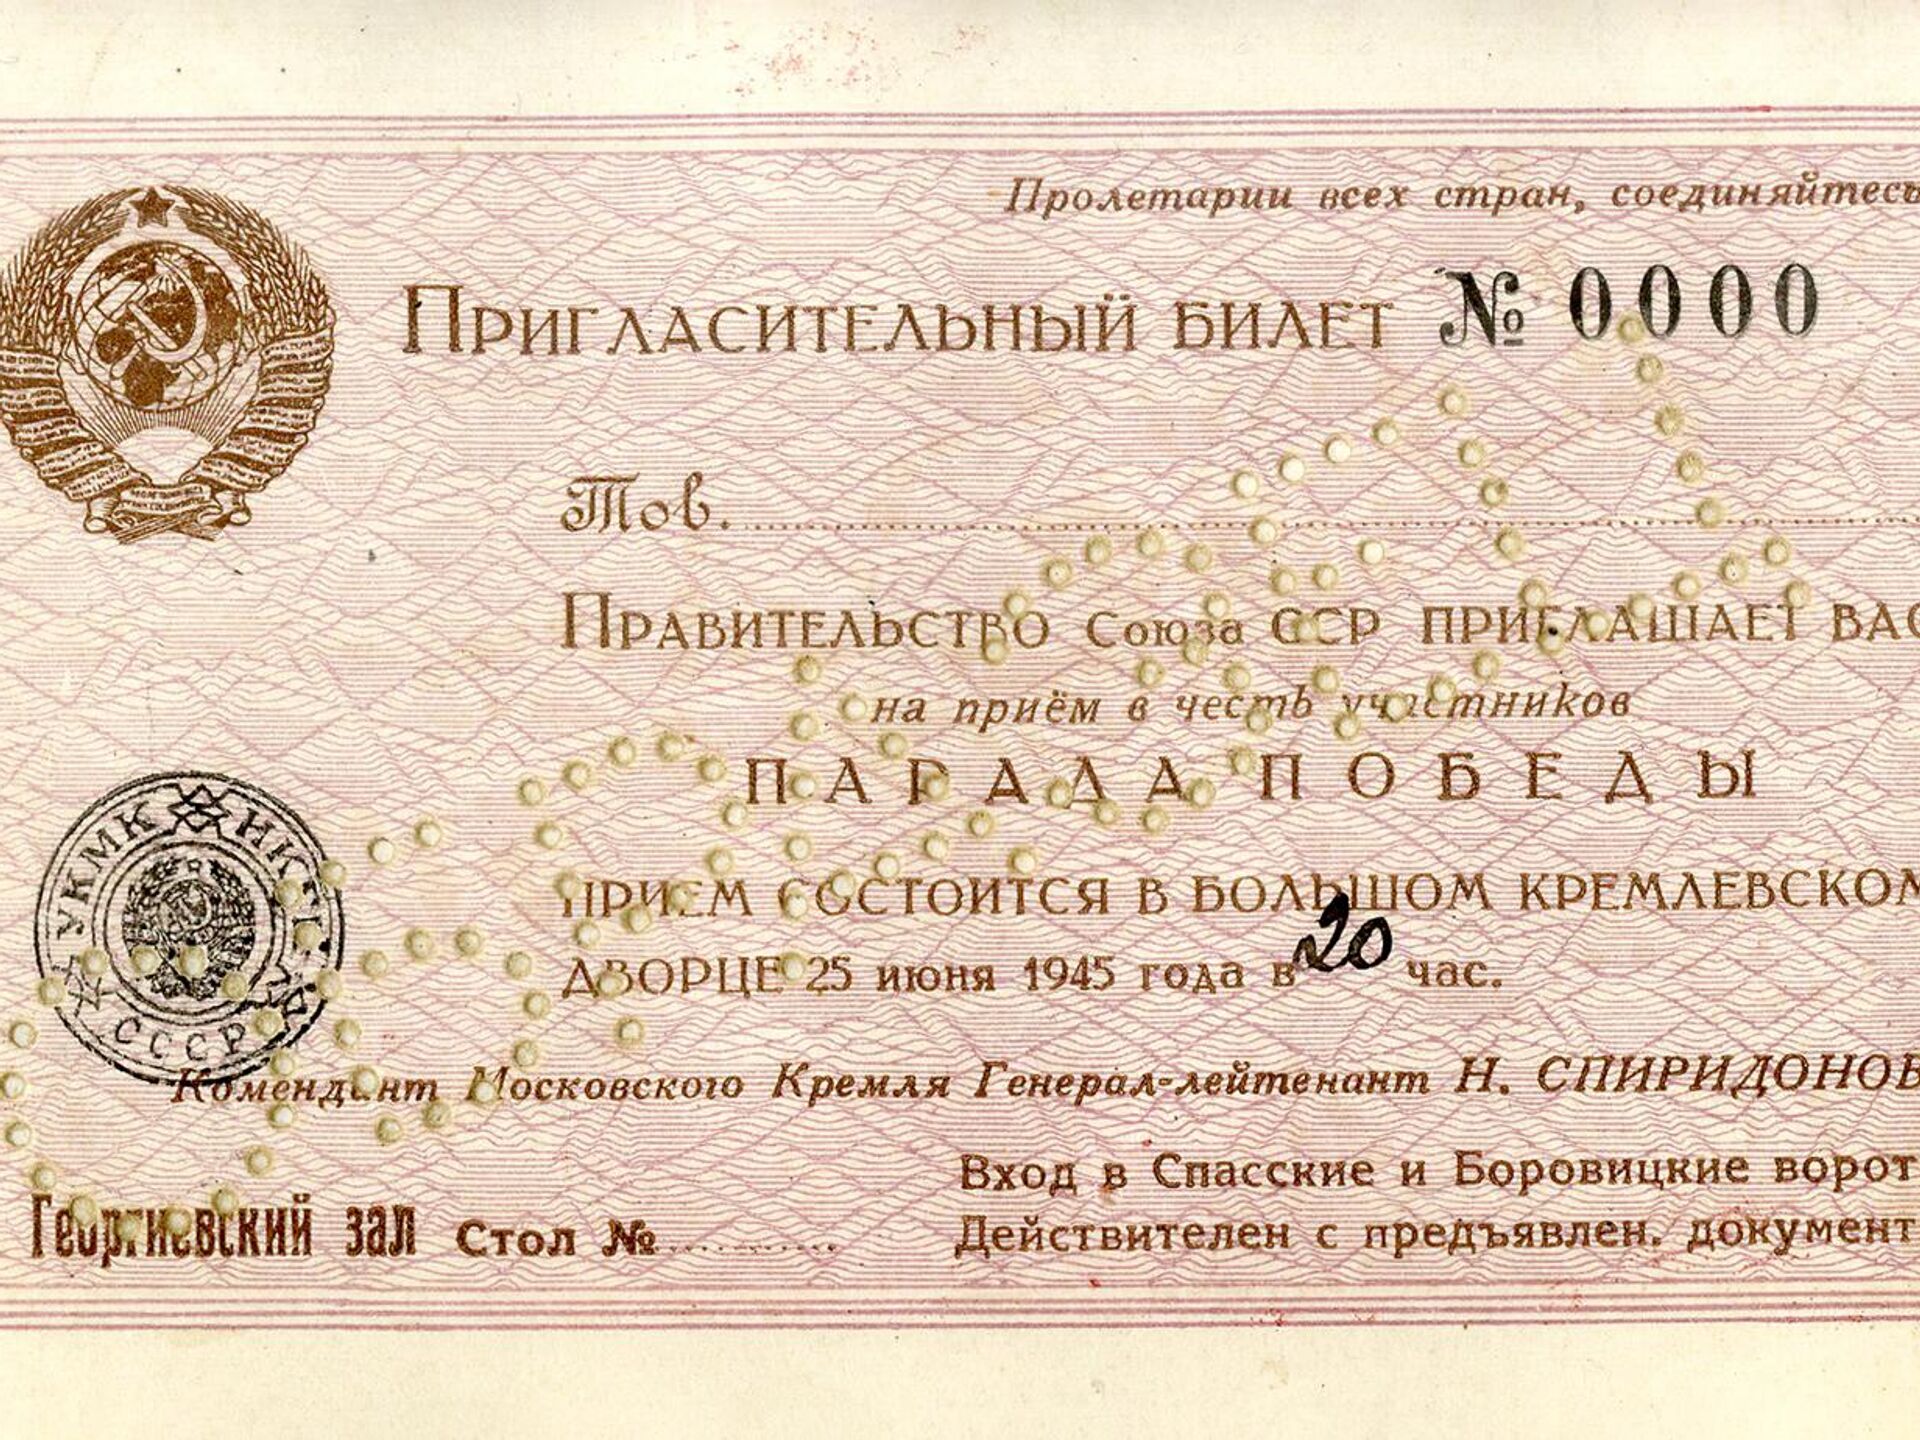 Пролетарии всех стран, соединяйтесь
Пригласительный билет № 0000
Тов.
Правительство Союза ССР приглашает вас
на приём в честь участников
ПАРАДА ПОБЕДЫ
Прием состоится в Большом Кремлевском
дворце 25 июня 1945 года в 20 час.
УКМК НКГБ СССР
Комендант Московского Кремля Генерал-лейтенант Н. СПИРИДОНОВ
Вход в Спасские и Боровицкие ворот
Георгиевский зал Стол №
Действителен с предъявлен. документ